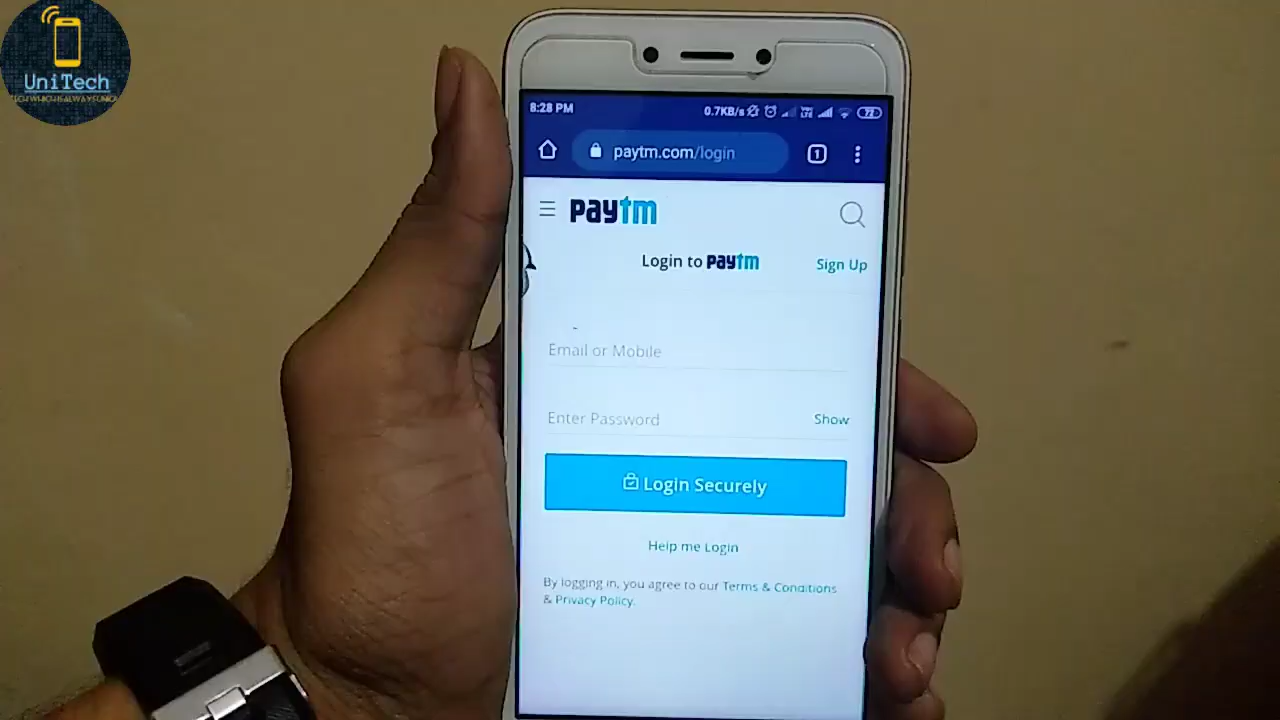 UniTech
8:28 PM
0.7KB/s
72
paytm.com/login
1
paytm
Login to paytm
Sign Up
Email or Mobile
Enter Password
Show
Login Securely
Help me Login
By logging in, you agree to our Terms & Conditions
& Privacy Policy.